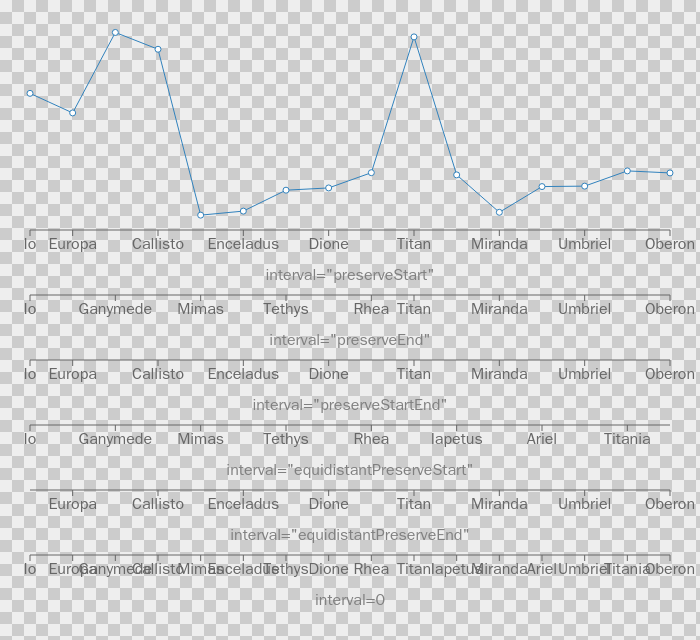 Io Europa Callisto Enceladus Dione Titan Miranda Umbriel Oberon
interval="preserveStart"
Io Ganymede Mimas Tethys Rhea Titan Miranda Umbriel Oberon
interval="preserveEnd"
Io Europa Callisto Enceladus Dione Titan Miranda Umbriel Oberon
interval="preserveStartEnd"
Io Ganymede Mimas Tethys Rhea Iapetus Ariel Titania
interval="equidistantPreserveStart"
Europa Callisto Enceladus Dione Titan Miranda Umbriel Oberon
interval="equidistantPreserveEnd"
Io Europa Ganymede Callisto Mimas Enceladus Tethys Dione Rhea Titan Iapetus Miranda Ariel Umbriel Titania Oberon
interval=0